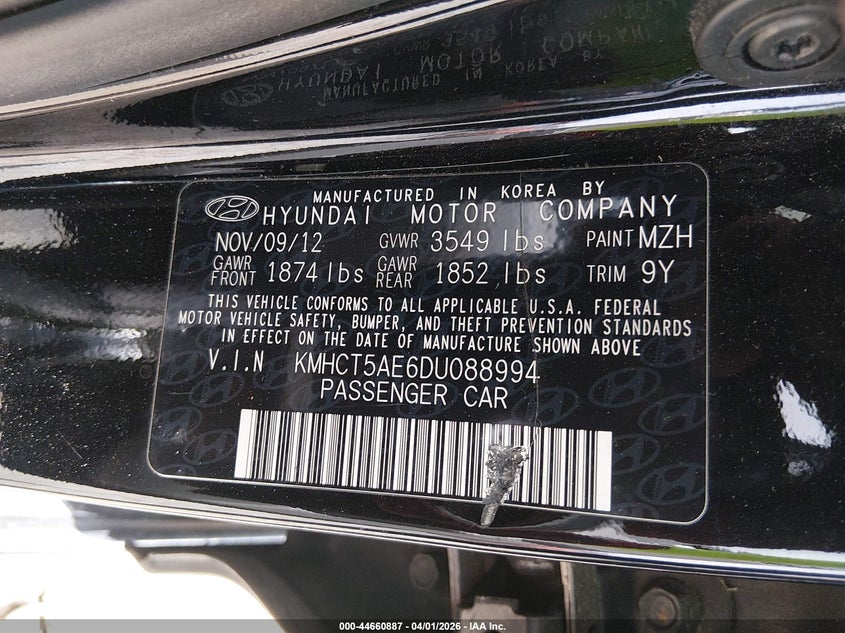 MANUFACTURED IN KOREA BY
HYUNDAI MOTOR COMPANY
NOV/09/12 GVWR 3549 lbs PAINT MZH
GAWR FRONT 1874 lbs GAWR REAR 1852 lbs TRIM 9Y
THIS VEHICLE CONFORMS TO ALL APPLICABLE U.S.A. FEDERAL
MOTOR VEHICLE SAFETY, BUMPER, AND THEFT PREVENTION STANDARDS
IN EFFECT ON THE DATE OF MANUFACTURE SHOWN ABOVE
V.I.N KMHCT5AE6DU088994
PASSENGER CAR
000-44660887 - 04/01/2026 - IAA Inc.